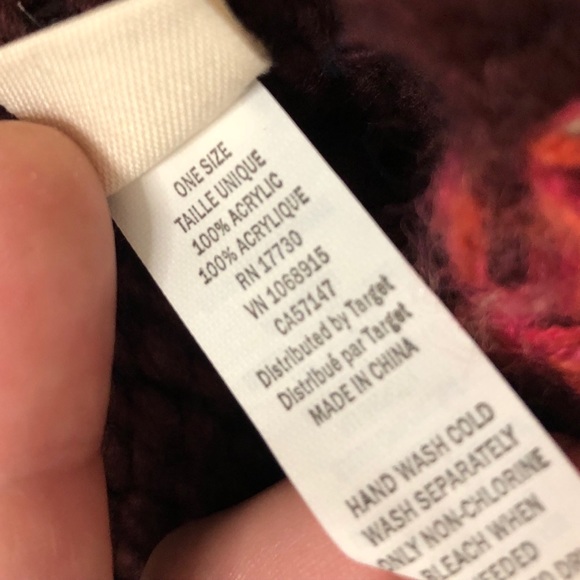 ONE SIZE
TAILLE UNIQUE
100% ACRYLIC
100% ACRYLIQUE
RN 17730
VN 1068915
CA57147
Distributed by Target
Distribué par Target
MADE IN CHINA
HAND WASH COLD
WASH SEPARATELY
ONLY NON-CHLORINE
BLEACH WHEN